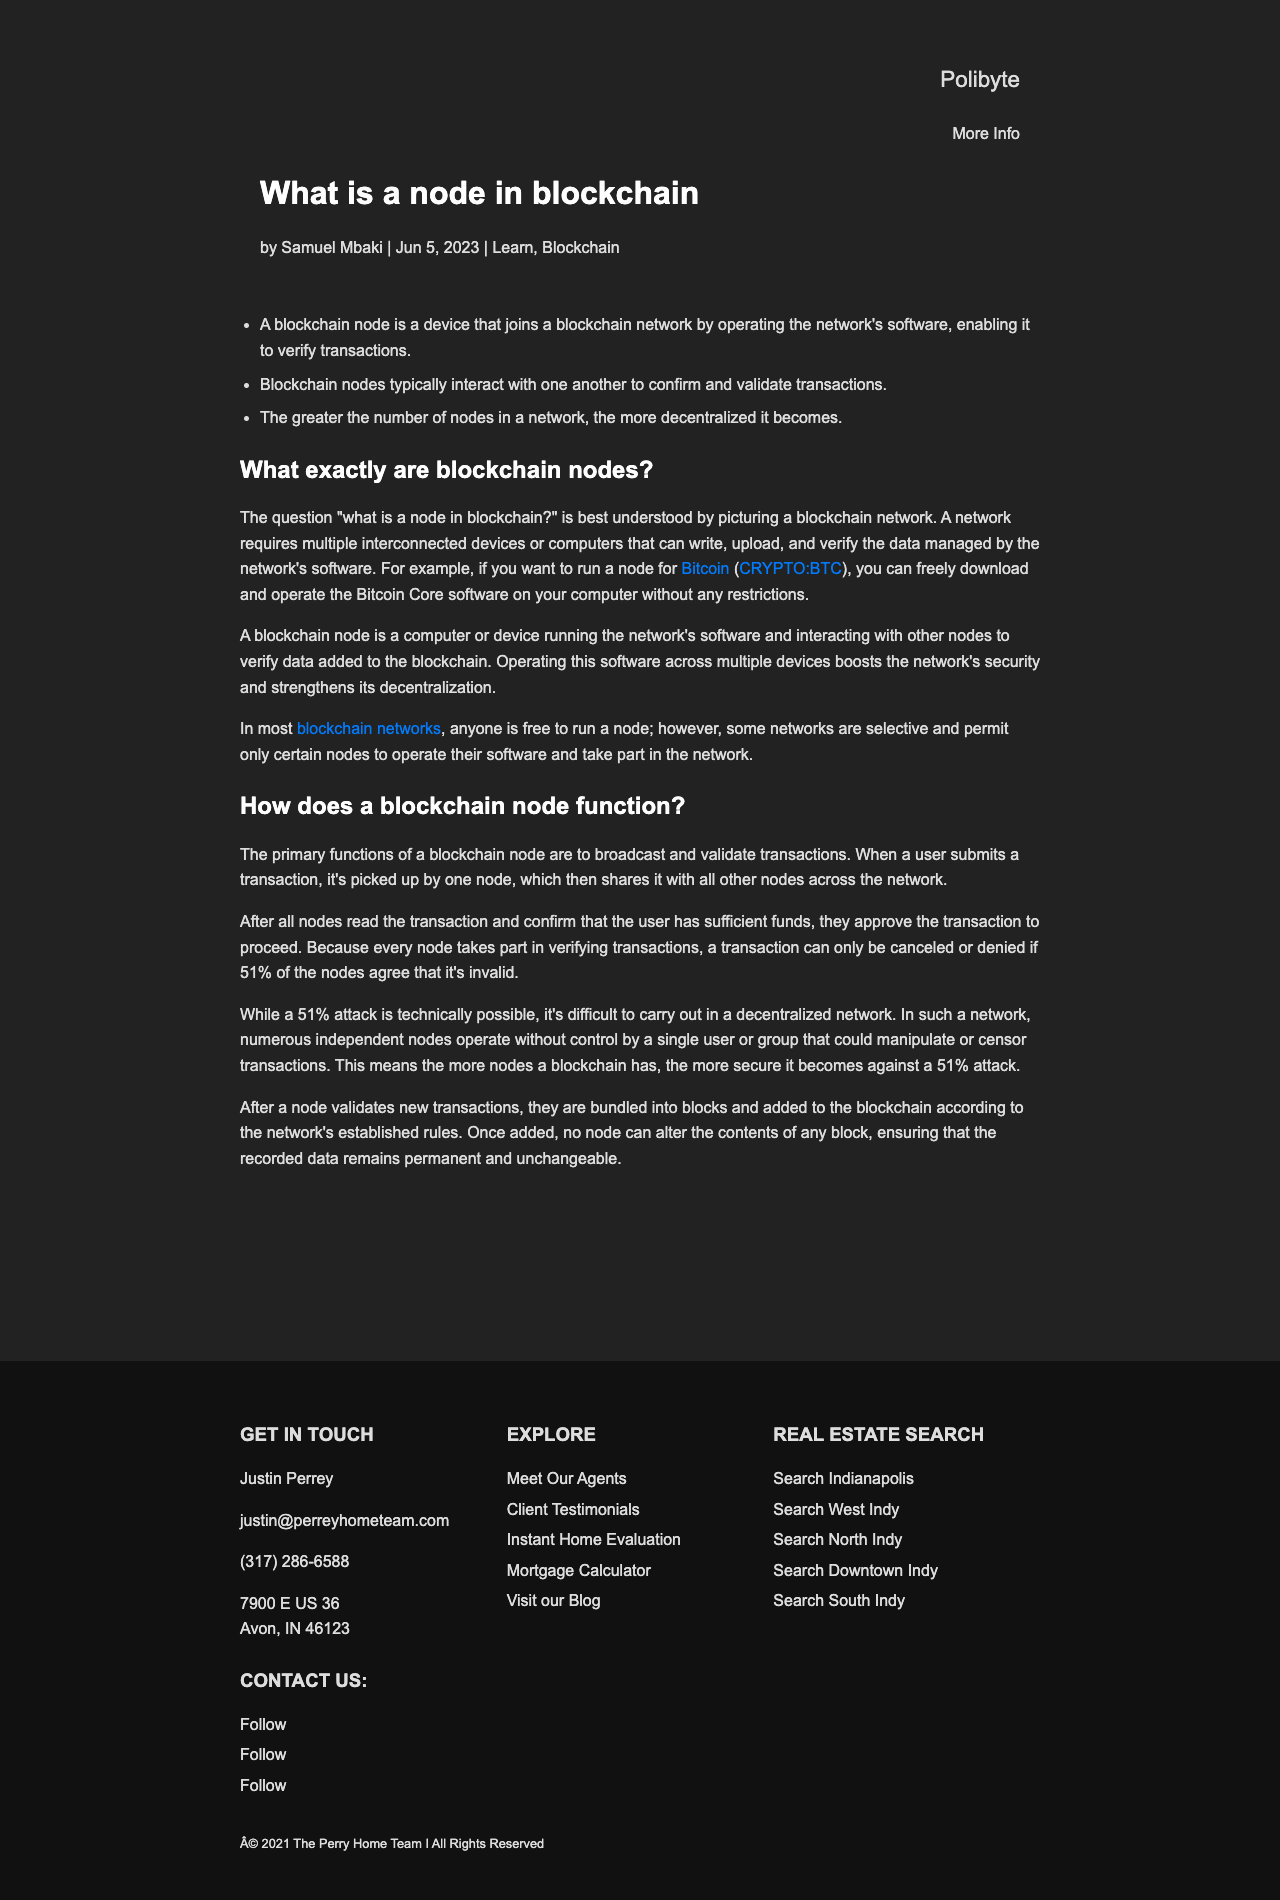 Polibyte
More Info
What is a node in blockchain
by Samuel Mbaki | Jun 5, 2023 | Learn, Blockchain
• A blockchain node is a device that joins a blockchain network by operating the network's software, enabling it
to verify transactions.
• Blockchain nodes typically interact with one another to confirm and validate transactions.
• The greater the number of nodes in a network, the more decentralized it becomes.
What exactly are blockchain nodes?
The question "what is a node in blockchain?" is best understood by picturing a blockchain network. A network
requires multiple interconnected devices or computers that can write, upload, and verify the data managed by the
network's software. For example, if you want to run a node for Bitcoin (CRYPTO:BTC), you can freely download
and operate the Bitcoin Core software on your computer without any restrictions.
A blockchain node is a computer or device running the network's software and interacting with other nodes to
verify data added to the blockchain. Operating this software across multiple devices boosts the network's security
and strengthens its decentralization.
In most blockchain networks, anyone is free to run a node; however, some networks are selective and permit
only certain nodes to operate their software and take part in the network.
How does a blockchain node function?
The primary functions of a blockchain node are to broadcast and validate transactions. When a user submits a
transaction, it's picked up by one node, which then shares it with all other nodes across the network.
After all nodes read the transaction and confirm that the user has sufficient funds, they approve the transaction to
proceed. Because every node takes part in verifying transactions, a transaction can only be canceled or denied if
51% of the nodes agree that it's invalid.
While a 51% attack is technically possible, it's difficult to carry out in a decentralized network. In such a network,
numerous independent nodes operate without control by a single user or group that could manipulate or censor
transactions. This means the more nodes a blockchain has, the more secure it becomes against a 51% attack.
After a node validates new transactions, they are bundled into blocks and added to the blockchain according to
the network's established rules. Once added, no node can alter the contents of any block, ensuring that the
recorded data remains permanent and unchangeable.
GET IN TOUCH
Justin Perrey
justin@perreyhometeam.com
(317) 286-6588
7900 E US 36
Avon, IN 46123
CONTACT US:
Follow
Follow
Follow
EXPLORE
Meet Our Agents
Client Testimonials
Instant Home Evaluation
Mortgage Calculator
Visit our Blog
REAL ESTATE SEARCH
Search Indianapolis
Search West Indy
Search North Indy
Search Downtown Indy
Search South Indy
Â© 2021 The Perry Home Team I All Rights Reserved